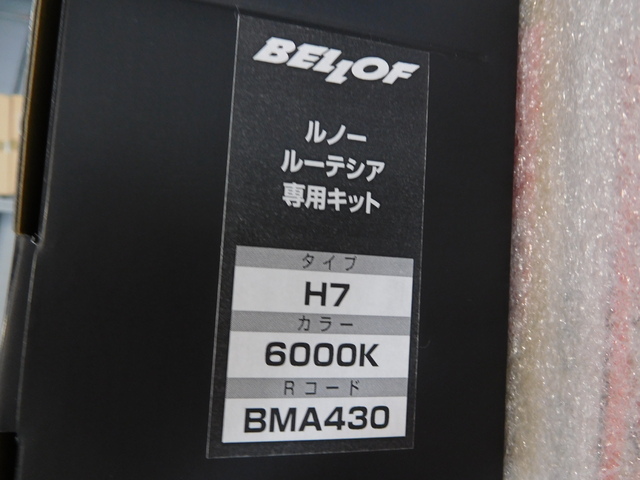 BELLOF
ルノー
ルーテシア
専用キット
タイプ
H7
カラー
6000K
Rコード
BMA430